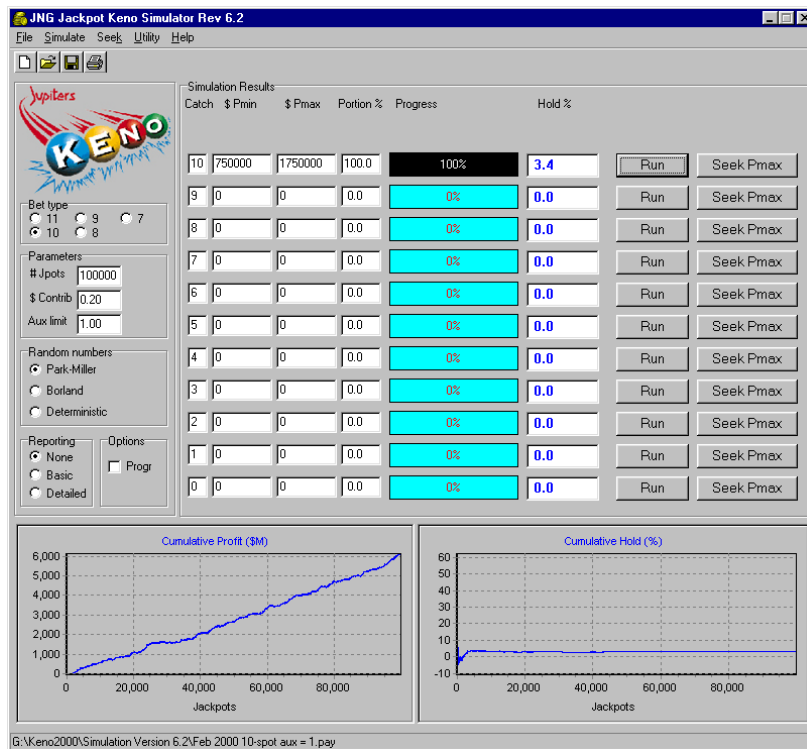 JNG Jackpot Keno Simulator Rev 6.2
File Simulate Seek Utility Help
Jupiters
KENO
Bet type
11 9 7
10 8
Parameters
# Jpots 100000
$ Contrib 0.20
Aux limit 1.00
Random numbers
Park-Miller
Borland
Deterministic
Reporting
None
Basic
Detailed
Options
Progr
Simulation Results
Catch $ Pmin $ Pmax Portion % Progress Hold %
10 750000 1750000 100.0 100% 3.4 Run Seek Pmax
9 0 0 0.0 0% 0.0 Run Seek Pmax
8 0 0 0.0 0% 0.0 Run Seek Pmax
7 0 0 0.0 0% 0.0 Run Seek Pmax
6 0 0 0.0 0% 0.0 Run Seek Pmax
5 0 0 0.0 0% 0.0 Run Seek Pmax
4 0 0 0.0 0% 0.0 Run Seek Pmax
3 0 0 0.0 0% 0.0 Run Seek Pmax
2 0 0 0.0 0% 0.0 Run Seek Pmax
1 0 0 0.0 0% 0.0 Run Seek Pmax
0 0 0 0.0 0% 0.0 Run Seek Pmax
Cumulative Profit ($M)
6,000
5,000
4,000
3,000
2,000
1,000
0
0 20,000 40,000 60,000 80,000
Jackpots
Cumulative Hold (%)
60
50
40
30
20
10
0
-10
0 20,000 40,000 60,000 80,000
Jackpots
G:\Keno2000\Simulation Version 6.2\Feb 2000 10-spot aux = 1.pay